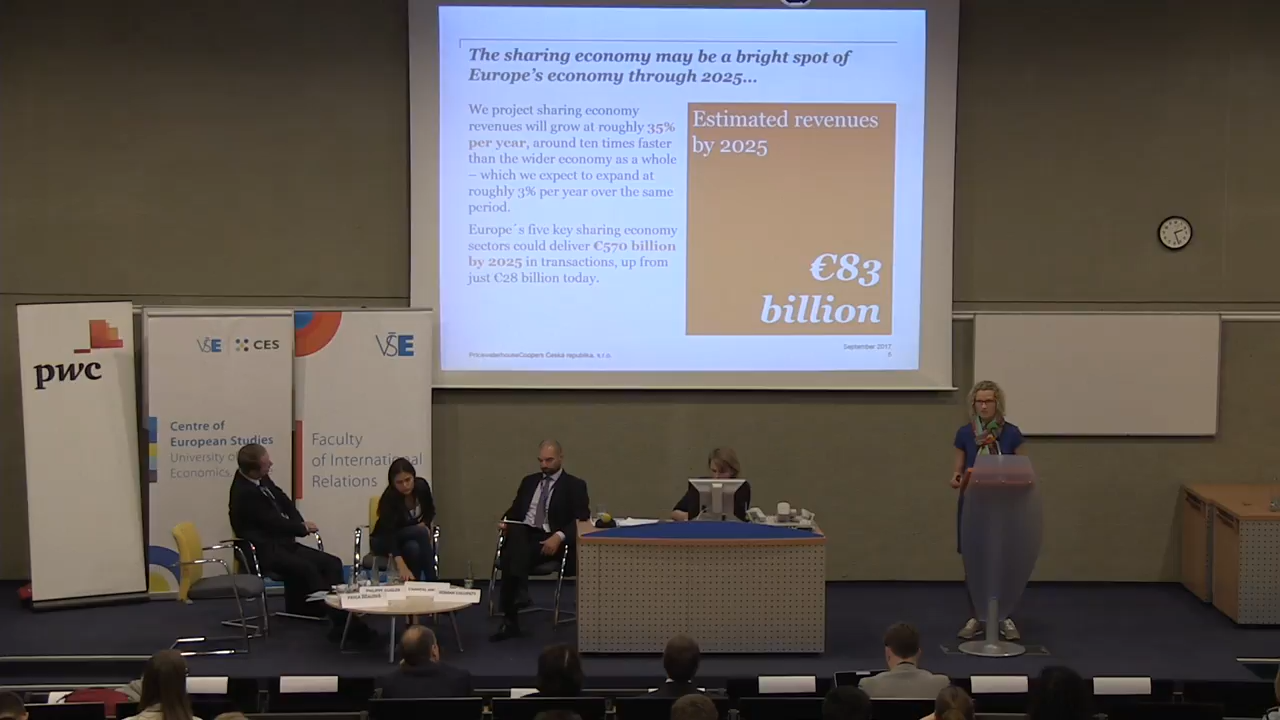 The sharing economy may be a bright spot of
Europe's economy through 2025...
We project sharing economy
revenues will grow at roughly 35%
per year, around ten times faster
than the wider economy as a whole
– which we expect to expand at
roughly 3% per year over the same
period.
Europe´s five key sharing economy
sectors could deliver €570 billion
by 2025 in transactions, up from
just €28 billion today.
Estimated revenues
by 2025
€83
billion
PricewaterhouseCoopers Česká republika, s.r.o.
September 2017
pwc
VŠE
CES
Centre of
European Studies
University of
Economics,
VŠE
Faculty
of International
Relations